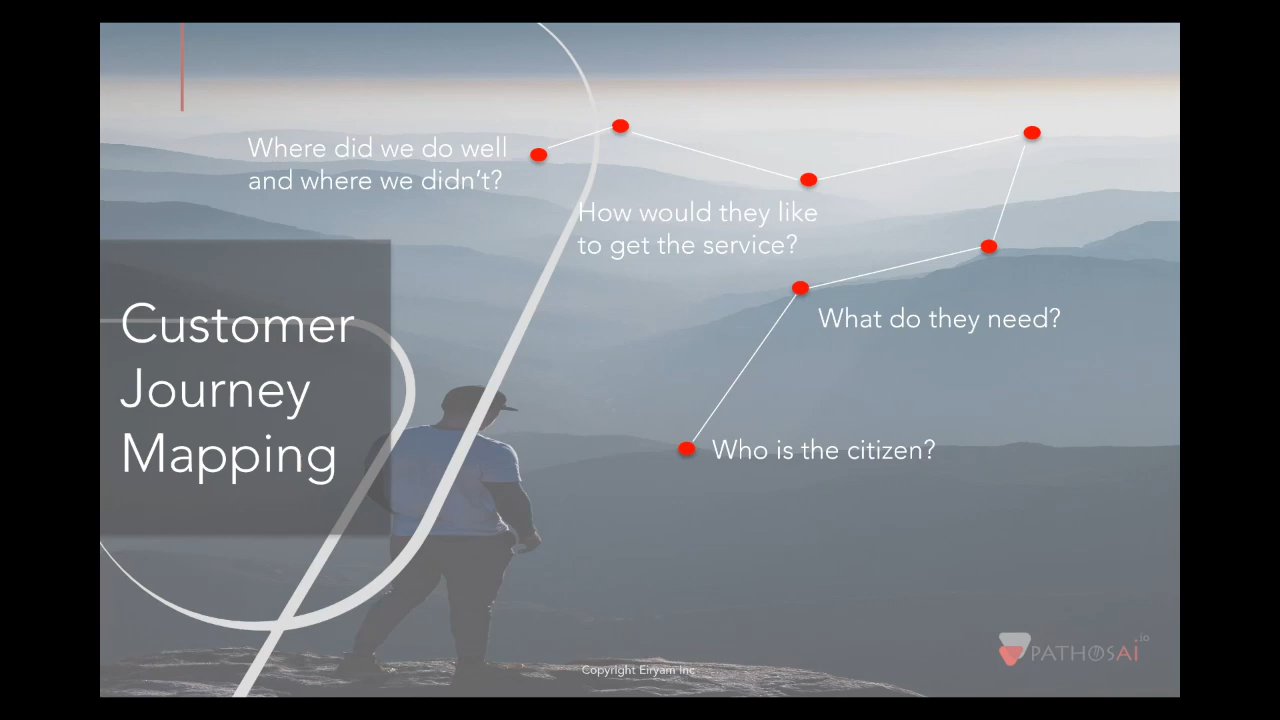 Where did we do well
and where we didn't?
How would they like
to get the service?
Customer
Journey
Mapping
What do they need?
Who is the citizen?
PATHOSAi.io
Copyright Eiryam Inc